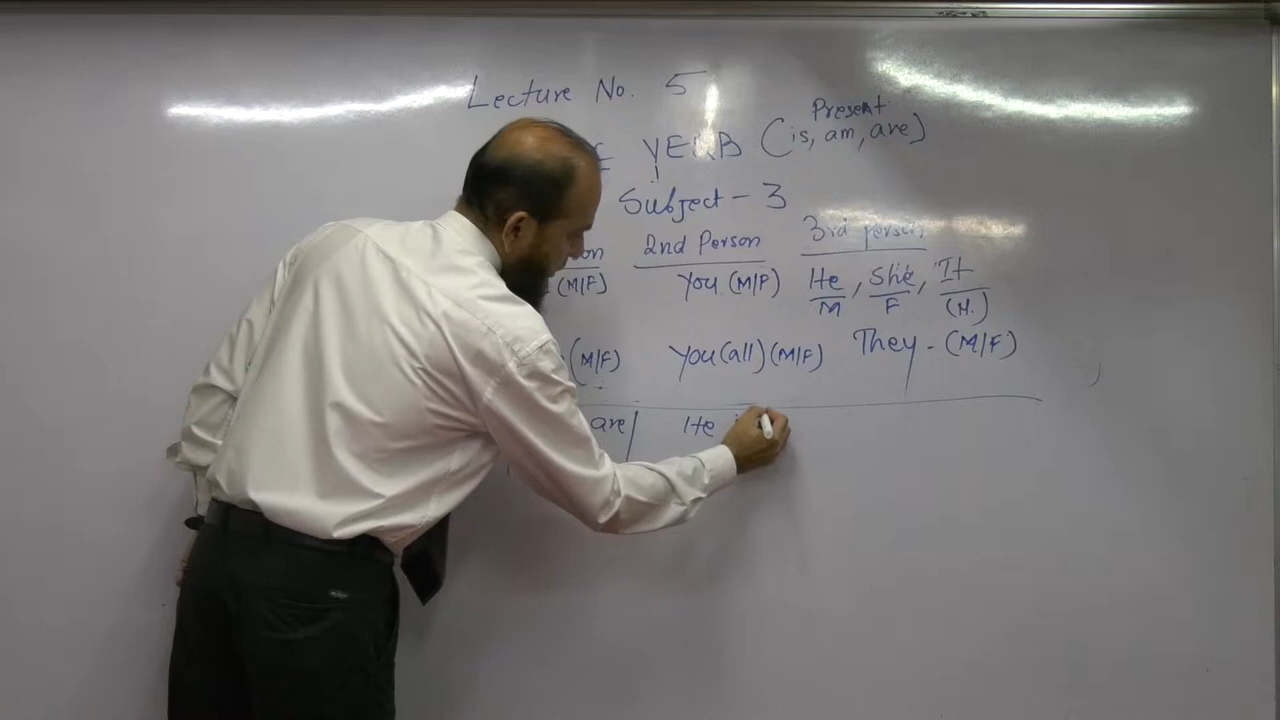 Lecture No. 5
Present
VERB (is, am, are)
Subject - 3
2nd Person 3rd person
(M/F) You (M/F) He, She, It
M F (M.)
(M/F) You (all) (M/F) They - (M/F)
are He